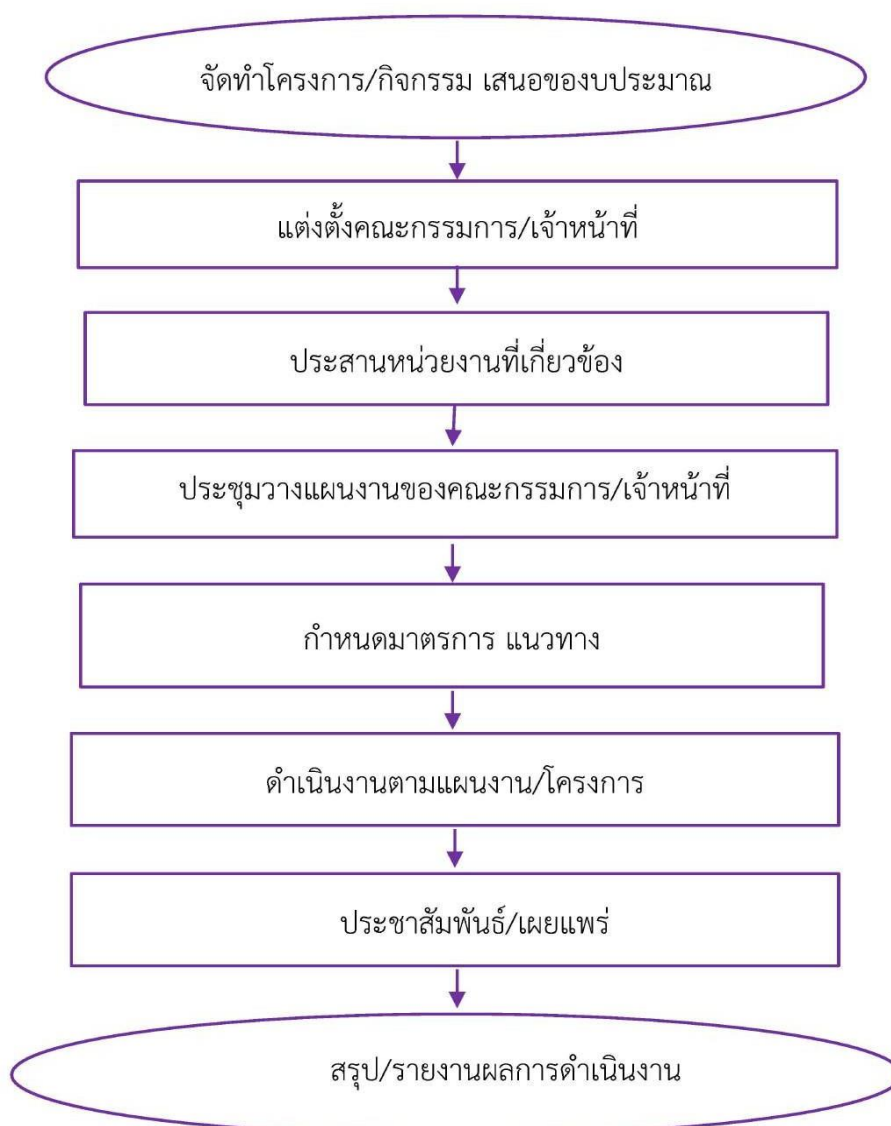 จัดทำโครงการ/กิจกรรม เสนอของบประมาณ
แต่งตั้งคณะกรรมการ/เจ้าหน้าที่
ประสานหน่วยงานที่เกี่ยวข้อง
ประชุมวางแผนงานของคณะกรรมการ/เจ้าหน้าที่
กำหนดมาตรการ แนวทาง
ดำเนินงานตามแผนงาน/โครงการ
ประชาสัมพันธ์/เผยแพร่
สรุป/รายงานผลการดำเนินงาน